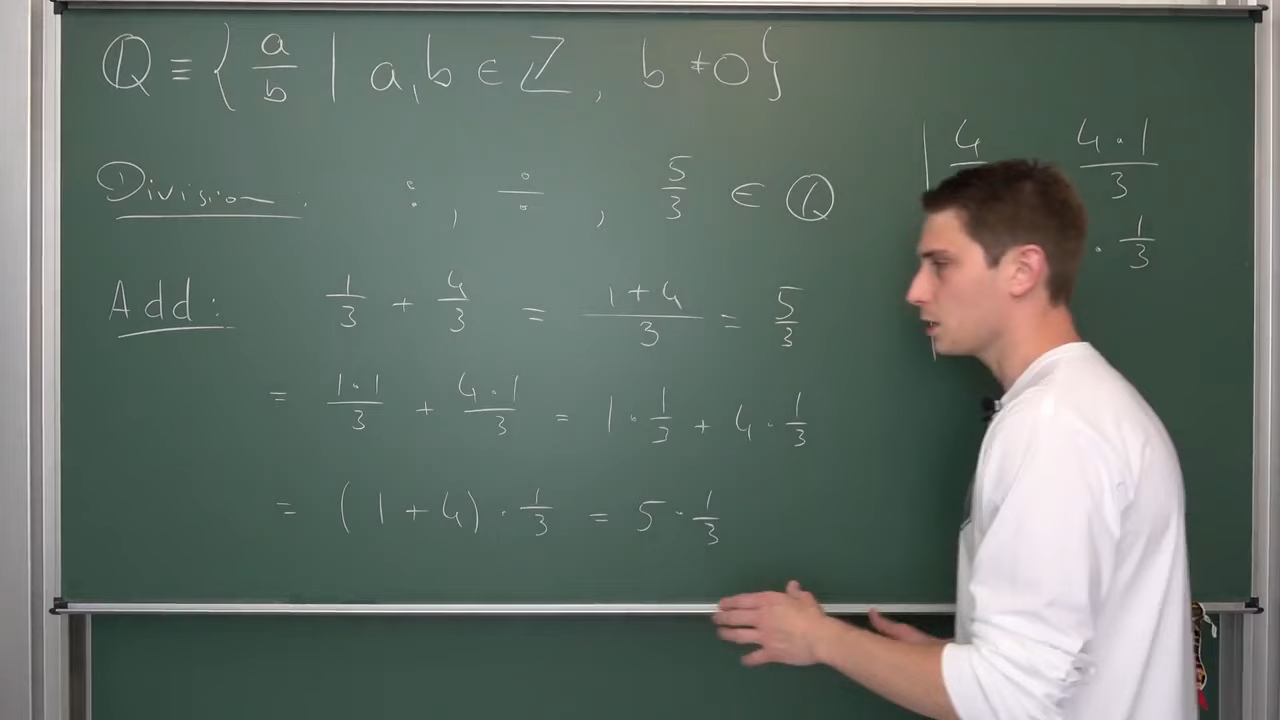 ℚ ≡ { a/b | a, b ∈ ℤ, b ≠ 0 }
Division: : , ÷ , 5/3 ∈ ℚ
Add: 1/3 + 4/3 = (1+4)/3 = 5/3
= (1·1)/3 + (4·1)/3 = 1·1/3 + 4·1/3
= (1+4)·1/3 = 5·1/3
4 (4·1)/3
· 1/3